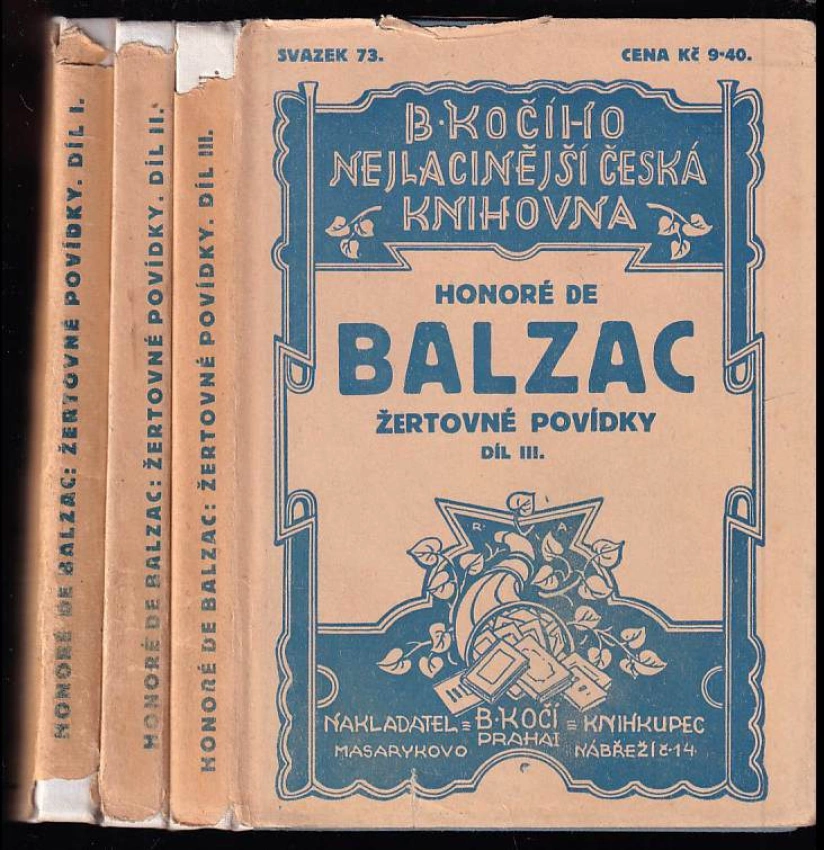 HONORÉ DE BALZAC: ŽERTOVNÉ POVÍDKY. DÍL I.
HONORÉ DE BALZAC: ŽERTOVNÉ POVÍDKY. DÍL II.
HONORÉ DE BALZAC: ŽERTOVNÉ POVÍDKY. DÍL III.
SVAZEK 73. CENA Kč 9·40.
B·KOČÍHO
NEJLACINĚJŠÍ ČESKÁ
KNIHOVNA
HONORÉ DE
BALZAC
ŽERTOVNÉ POVÍDKY
DÍL III.
R. A.
NAKLADATEL = B·KOČÍ = KNIHKUPEC
MASARYKOVO PRAHA I NÁBŘEŽÍ č·14